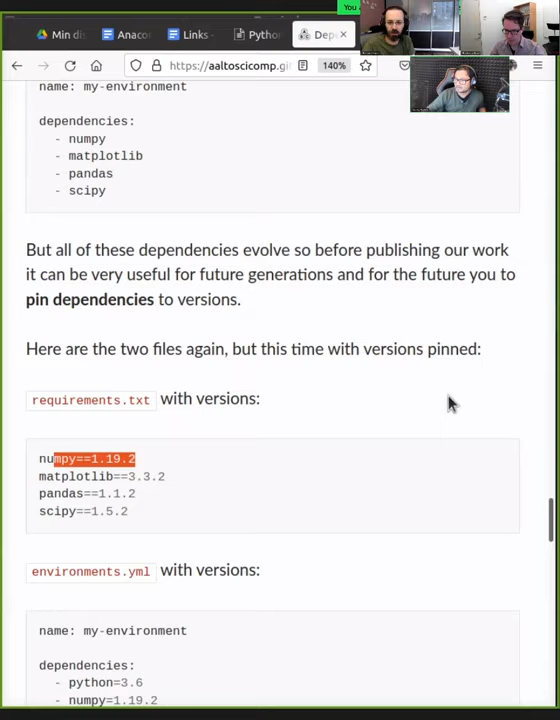 You a
Min di
Anaco
Links -
Python
Depe
https://aaltoscicomp.gi
140%
name: my-environment
dependencies:
- numpy
- matplotlib
- pandas
- scipy
But all of these dependencies evolve so before publishing our work
it can be very useful for future generations and for the future you to
pin dependencies to versions.
Here are the two files again, but this time with versions pinned:
requirements.txt with versions:
numpy==1.19.2
matplotlib==3.3.2
pandas==1.1.2
scipy==1.5.2
environments.yml with versions:
name: my-environment
dependencies:
- python=3.6
- numpy=1.19.2